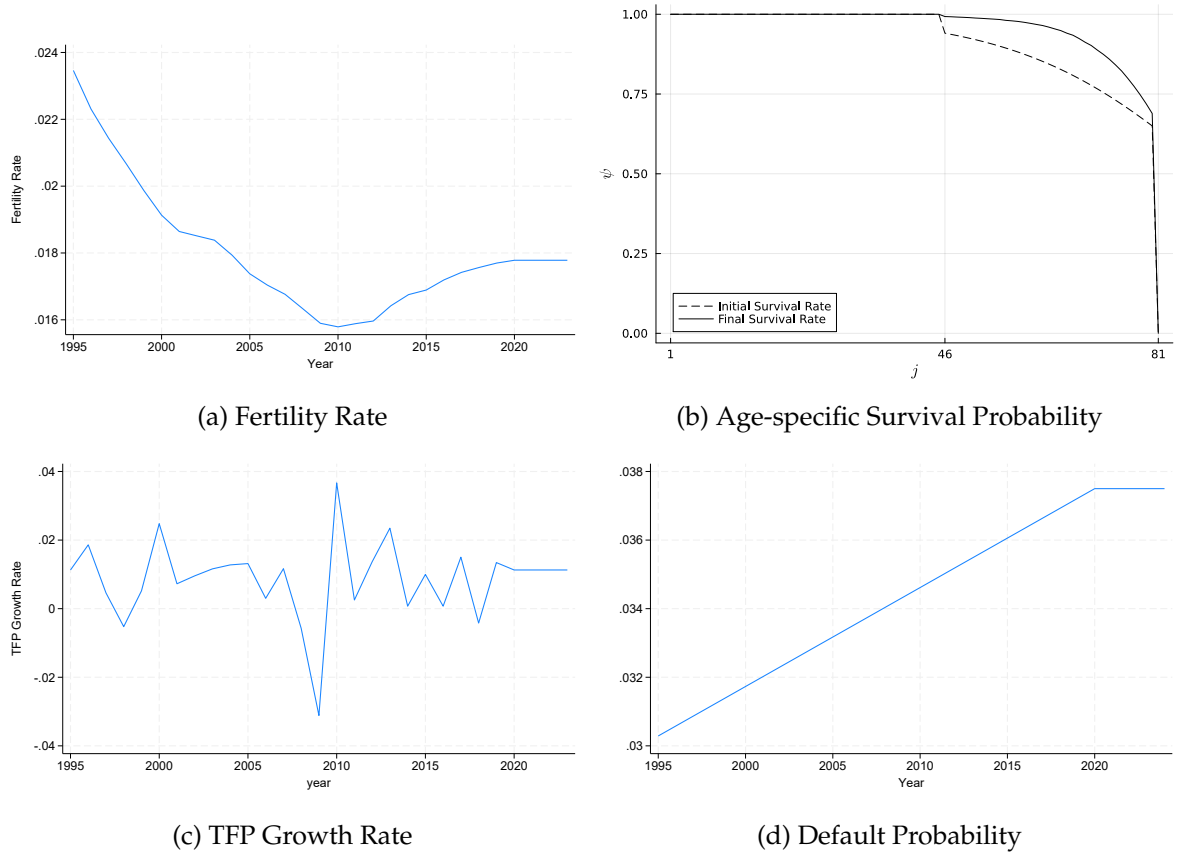 .024
.022
.02
.018
.016
Fertility Rate
1995 2000 2005 2010 2015 2020
Year
(a) Fertility Rate
1.00
0.75
0.50
0.25
0.00
ψ
Initial Survival Rate
Final Survival Rate
1 46 81
j
(b) Age-specific Survival Probability
.04
.02
0
-.02
-.04
TFP Growth Rate
1995 2000 2005 2010 2015 2020
year
(c) TFP Growth Rate
.038
.036
.034
.032
.03
1995 2000 2005 2010 2015 2020
Year
(d) Default Probability